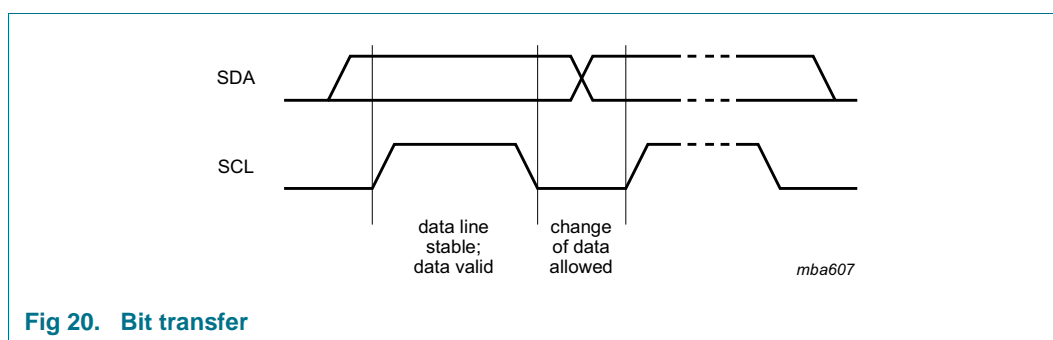 SDA
SCL
data line
stable;
data valid
change
of data
allowed
mba607
Fig 20. Bit transfer